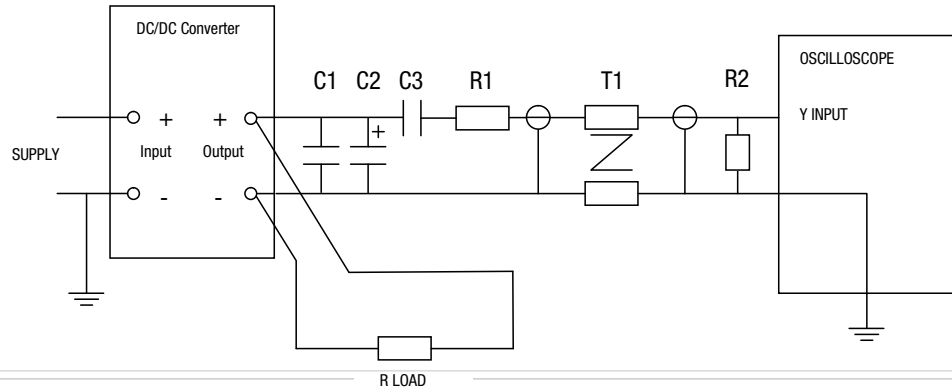 DC/DC Converter
OSCILLOSCOPE
C1 C2 C3 R1 T1 R2
Y INPUT
+ + +
SUPPLY Input Output
- -
R LOAD